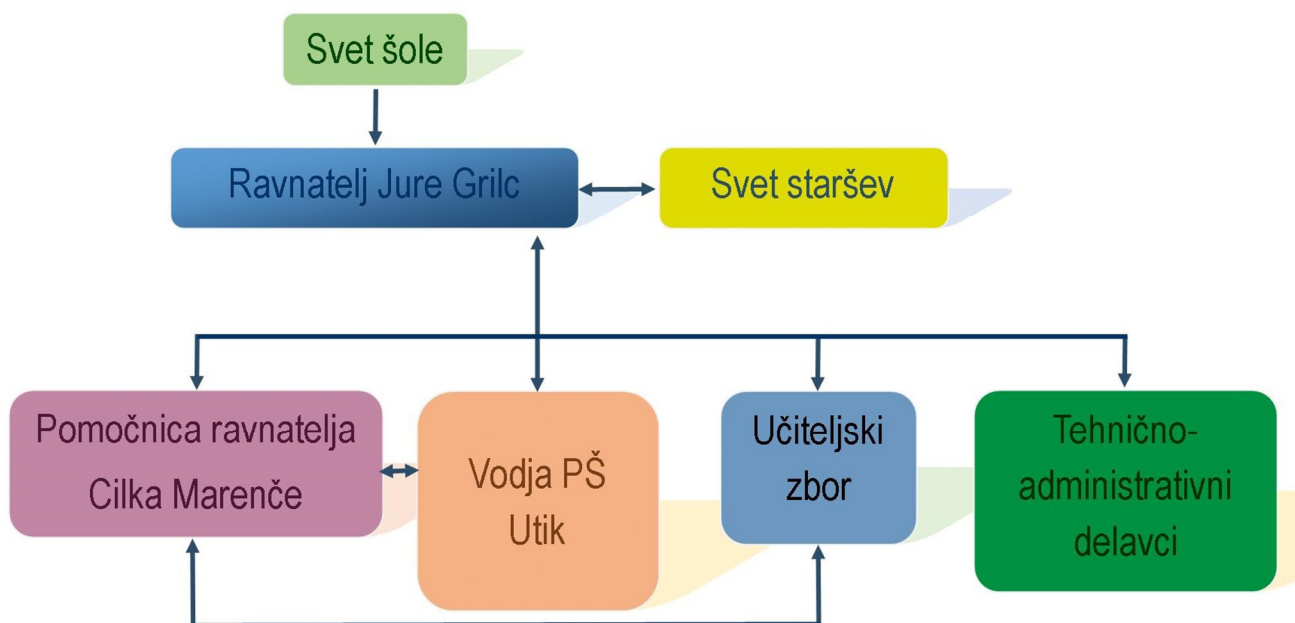 Svet šole
Ravnatelj Jure Grilc
Svet staršev
Pomočnica ravnatelja
Cilka Marenče
Vodja PŠ
Utik
Učiteljski
zbor
Tehnično-
administrativni
delavci